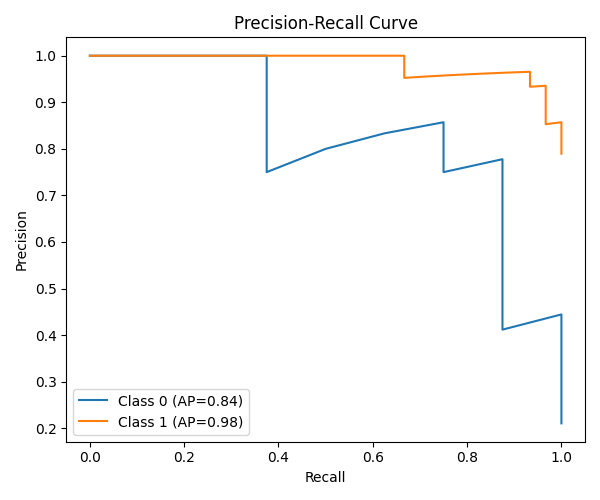 Precision-Recall Curve
1.0
0.9
0.8
0.7
0.6
0.5
0.4
0.3
0.2
Precision
Class 0 (AP=0.84)
Class 1 (AP=0.98)
0.0 0.2 0.4 0.6 0.8 1.0
Recall